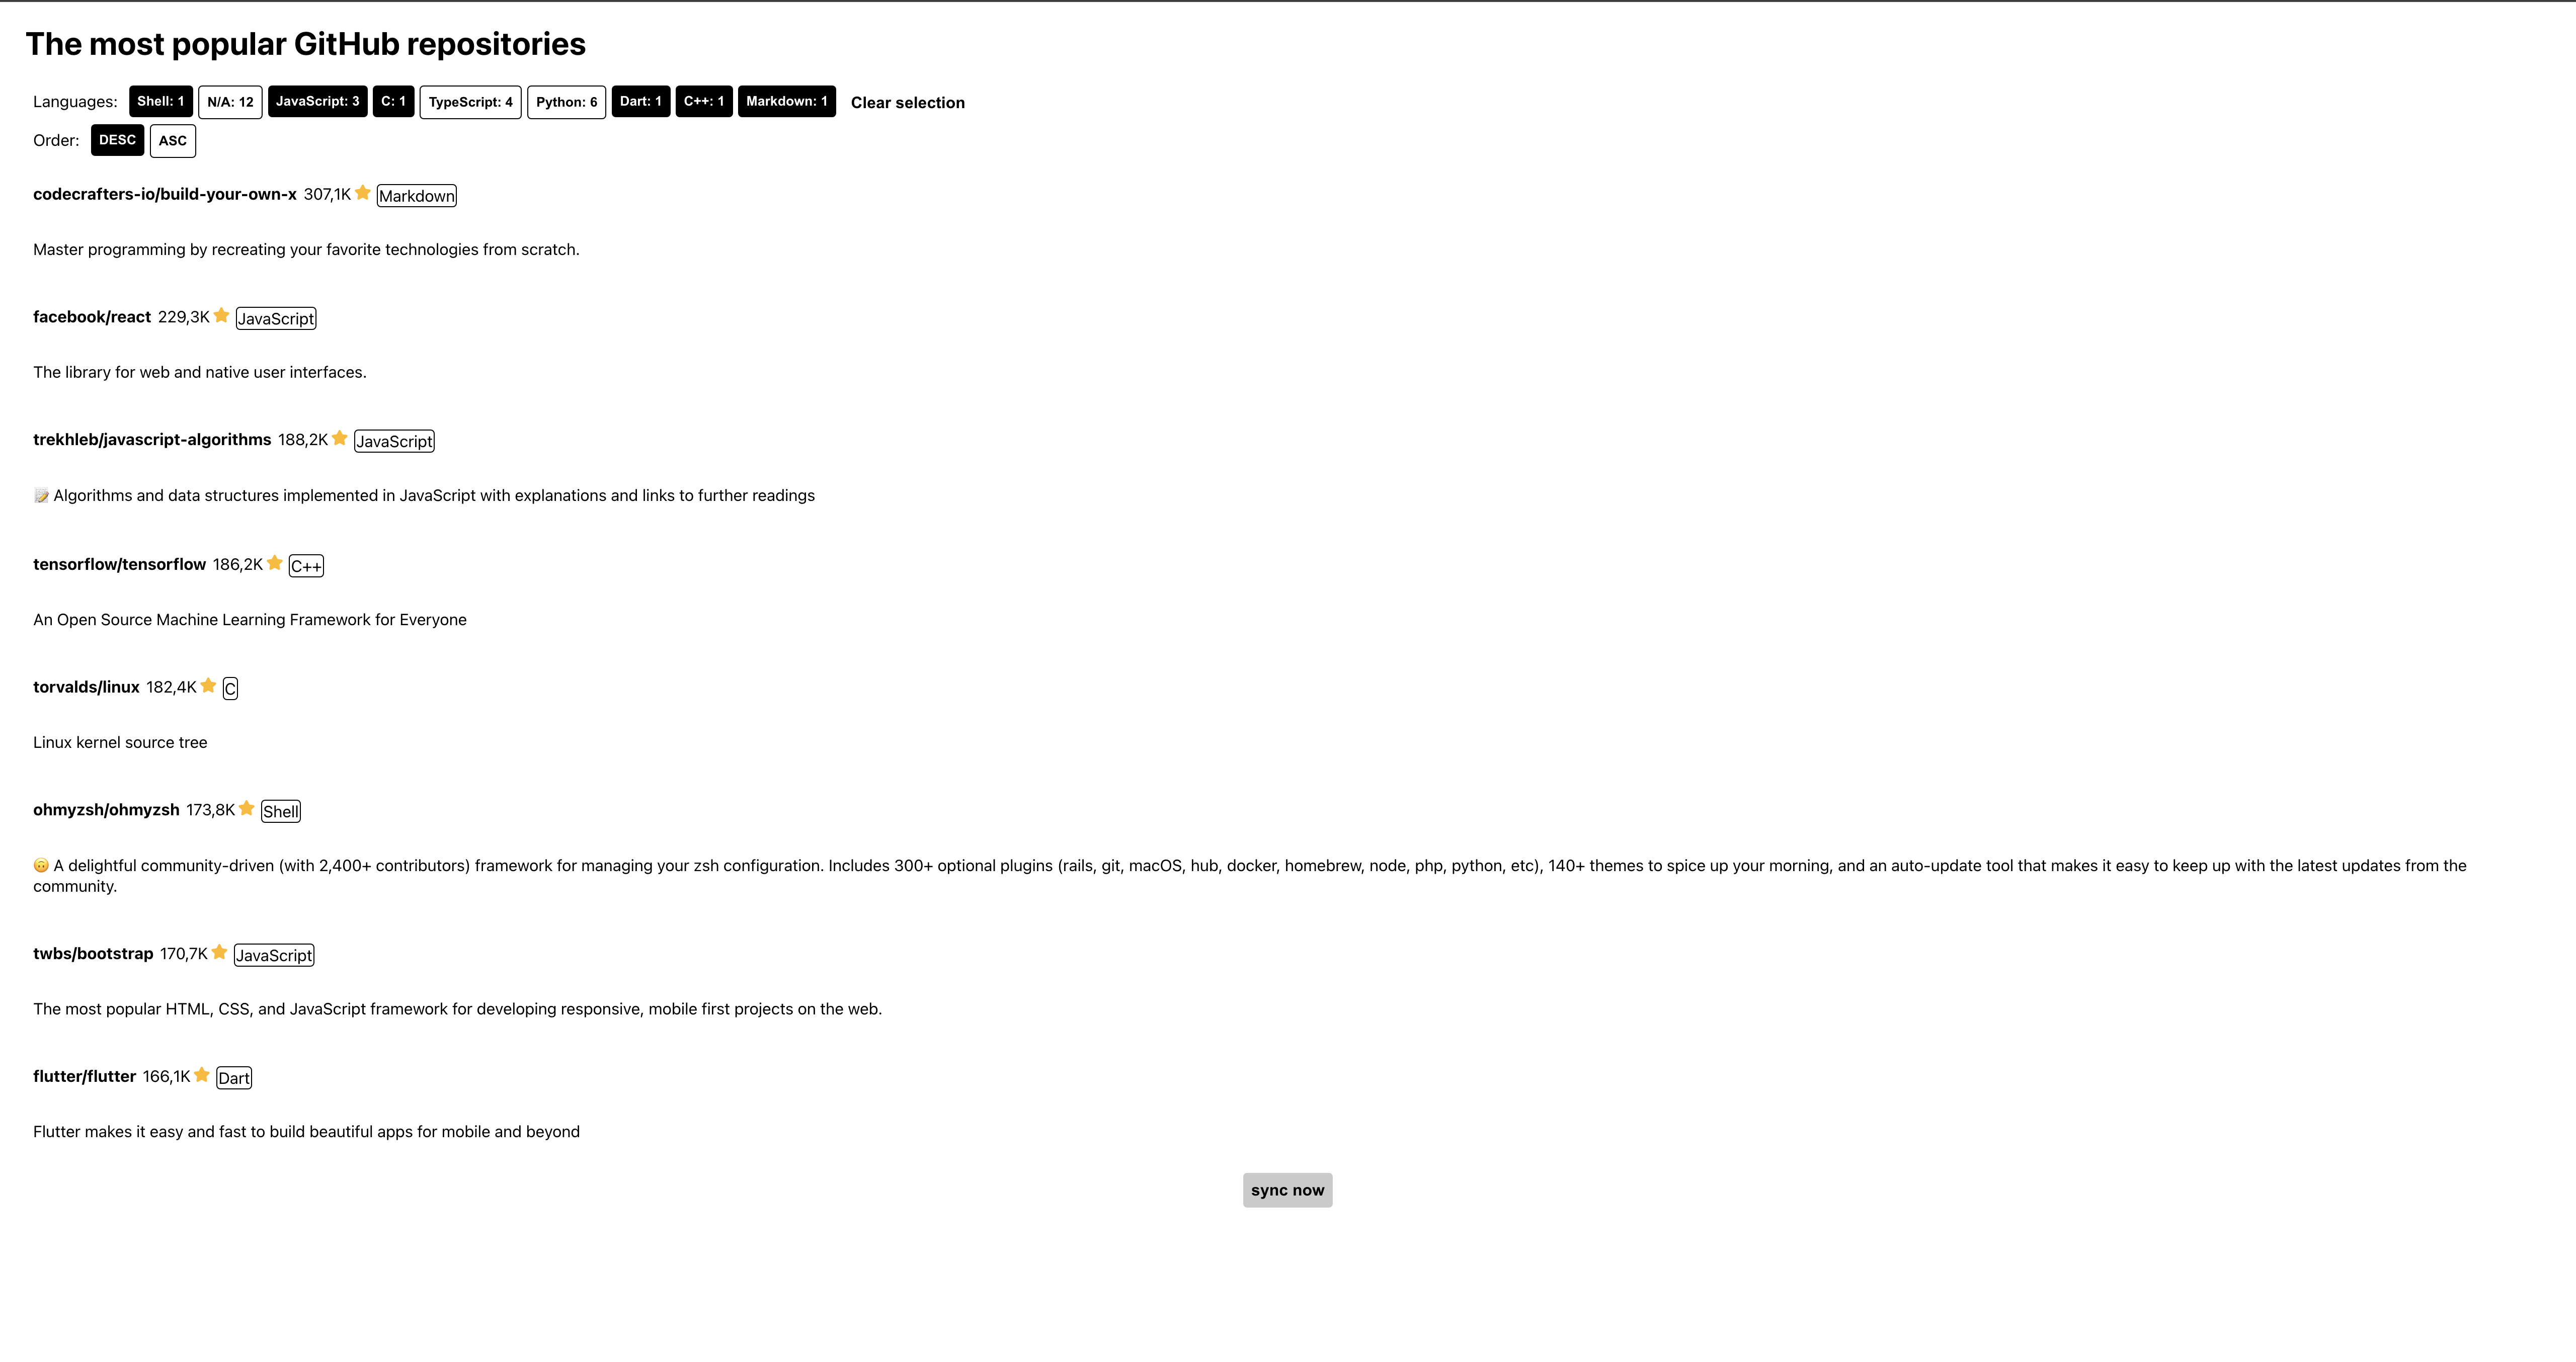 The most popular GitHub repositories
Languages: Shell: 1 N/A: 12 JavaScript: 3 C: 1 TypeScript: 4 Python: 6 Dart: 1 C++: 1 Markdown: 1 Clear selection
Order: DESC ASC
codecrafters-io/build-your-own-x 307,1K⭐ Markdown
Master programming by recreating your favorite technologies from scratch.
facebook/react 229,3K⭐ JavaScript
The library for web and native user interfaces.
trekhleb/javascript-algorithms 188,2K⭐ JavaScript
📝 Algorithms and data structures implemented in JavaScript with explanations and links to further readings
tensorflow/tensorflow 186,2K⭐ C++
An Open Source Machine Learning Framework for Everyone
torvalds/linux 182,4K⭐ C
Linux kernel source tree
ohmyzsh/ohmyzsh 173,8K⭐ Shell
🙃 A delightful community-driven (with 2,400+ contributors) framework for managing your zsh configuration. Includes 300+ optional plugins (rails, git, macOS, hub, docker, homebrew, node, php, python, etc), 140+ themes to spice up your morning, and an auto-update tool that makes it easy to keep up with the latest updates from the
community.
twbs/bootstrap 170,7K⭐ JavaScript
The most popular HTML, CSS, and JavaScript framework for developing responsive, mobile first projects on the web.
flutter/flutter 166,1K⭐ Dart
Flutter makes it easy and fast to build beautiful apps for mobile and beyond
sync now